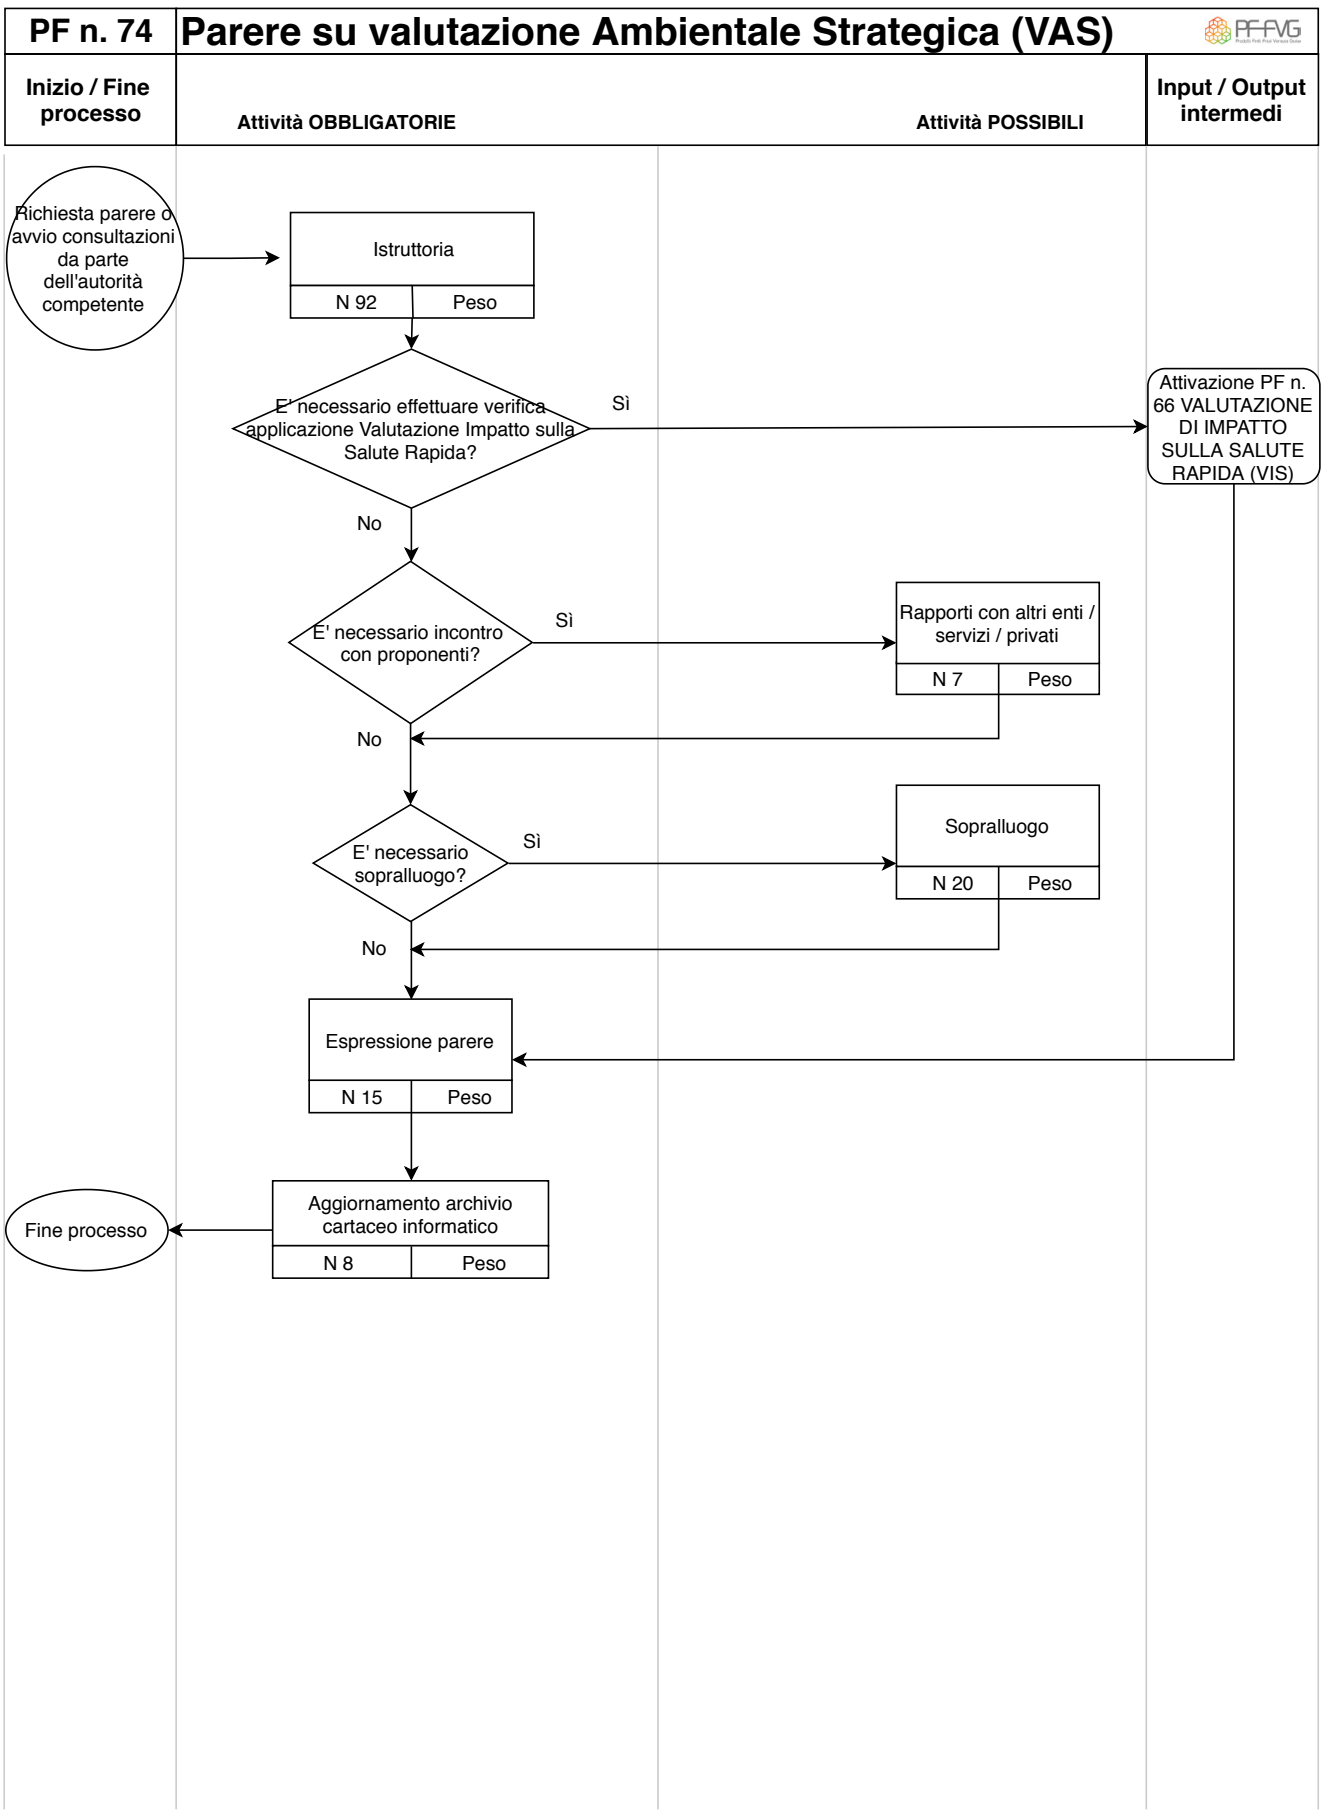 PF n. 74
Parere su valutazione Ambientale Strategica (VAS)
PF-FVG
Inizio / Fine
processo
Attività OBBLIGATORIE
Attività POSSIBILI
Input / Output
intermedi
Richiesta parere o
avvio consultazioni
da parte
dell'autorità
competente
Istruttoria
N 92
Peso
E' necessario effettuare verifica
applicazione Valutazione Impatto sulla
Salute Rapida?
Sì
Attivazione PF n.
66 VALUTAZIONE
DI IMPATTO
SULLA SALUTE
RAPIDA (VIS)
No
E' necessario incontro
con proponenti?
Sì
Rapporti con altri enti /
servizi / privati
N 7
Peso
No
E' necessario
sopralluogo?
Sì
Sopralluogo
N 20
Peso
No
Espressione parere
N 15
Peso
Aggiornamento archivio
cartaceo informatico
N 8
Peso
Fine processo